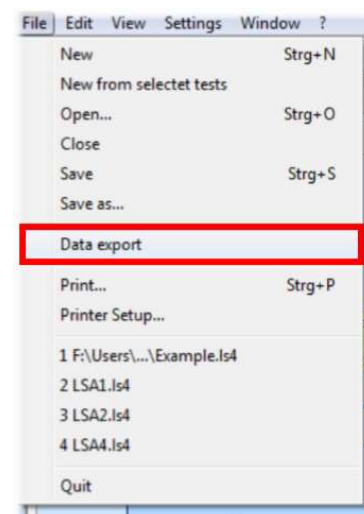 File Edit View Settings Window ?
New Strg+N
New from selectet tests
Open... Strg+O
Close
Save Strg+S
Save as...
Data export
Print... Strg+P
Printer Setup...
1 F:\Users\...\Example.ls4
2 LSA1.ls4
3 LSA2.ls4
4 LSA4.ls4
Quit